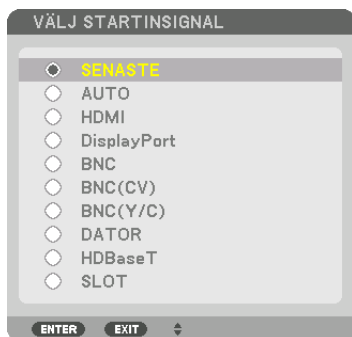 VÄLJ STARTINSIGNAL
SENASTE
AUTO
HDMI
DisplayPort
BNC
BNC(CV)
BNC(Y/C)
DATOR
HDBaseT
SLOT
ENTER EXIT